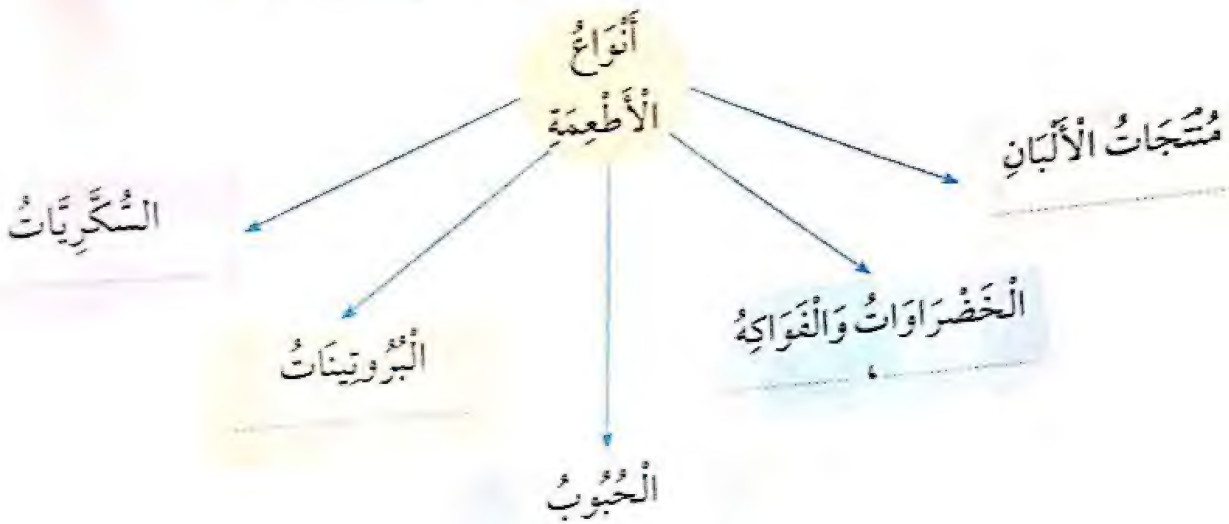 أَنْوَاعُ
الْأَطْعِمَةِ
مُنْتَجَاتُ الْأَلْبَانِ
الْخَضْرَاوَاتُ وَالْفَوَاكِهُ
،
الْحُبُوبُ
الْبُرُوتِينَاتُ
السُّكَّرِيَّاتُ